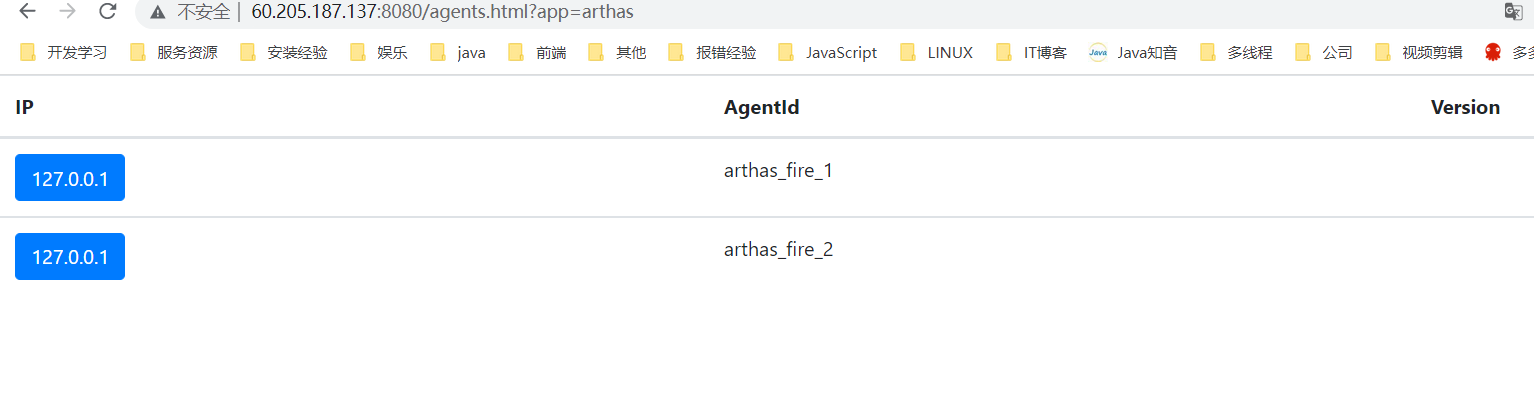 不安全 | 60.205.187.137:8080/agents.html?app=arthas
开发学习 服务资源 安装经验 娱乐 java 前端 其他 报错经验 JavaScript LINUX IT博客 Java Java知音 多线程 公司 视频剪辑 多多
IP AgentId Version
127.0.0.1 arthas_fire_1
127.0.0.1 arthas_fire_2